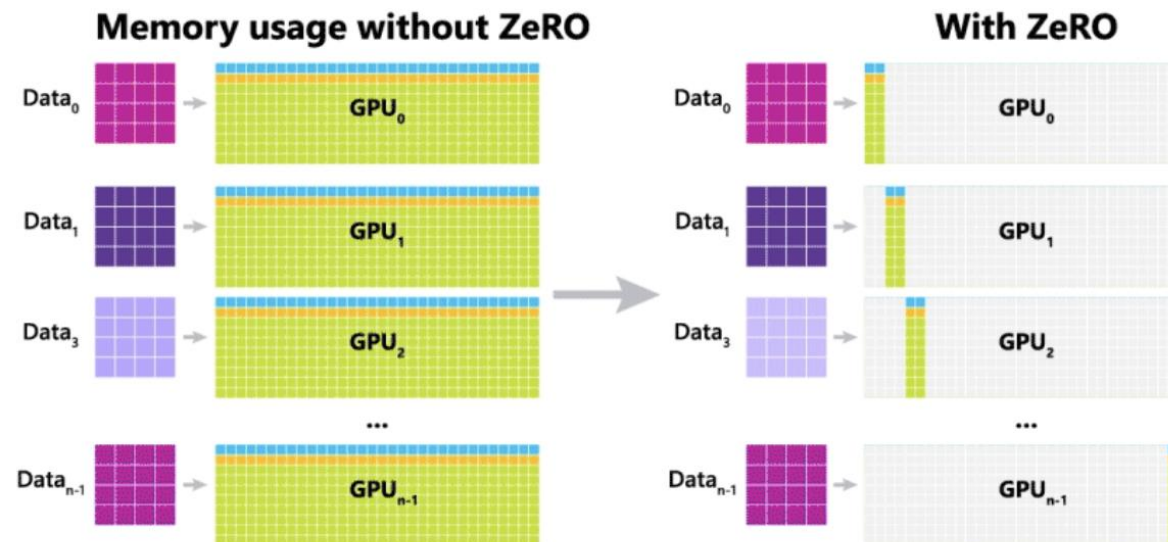 Memory usage without ZeRO
Data0
GPU0
Data1
GPU1
Data3
GPU2
...
Datan-1
GPUn-1
With ZeRO
Data0
GPU0
Data1
GPU1
Data3
GPU2
...
Datan-1
GPUn-1